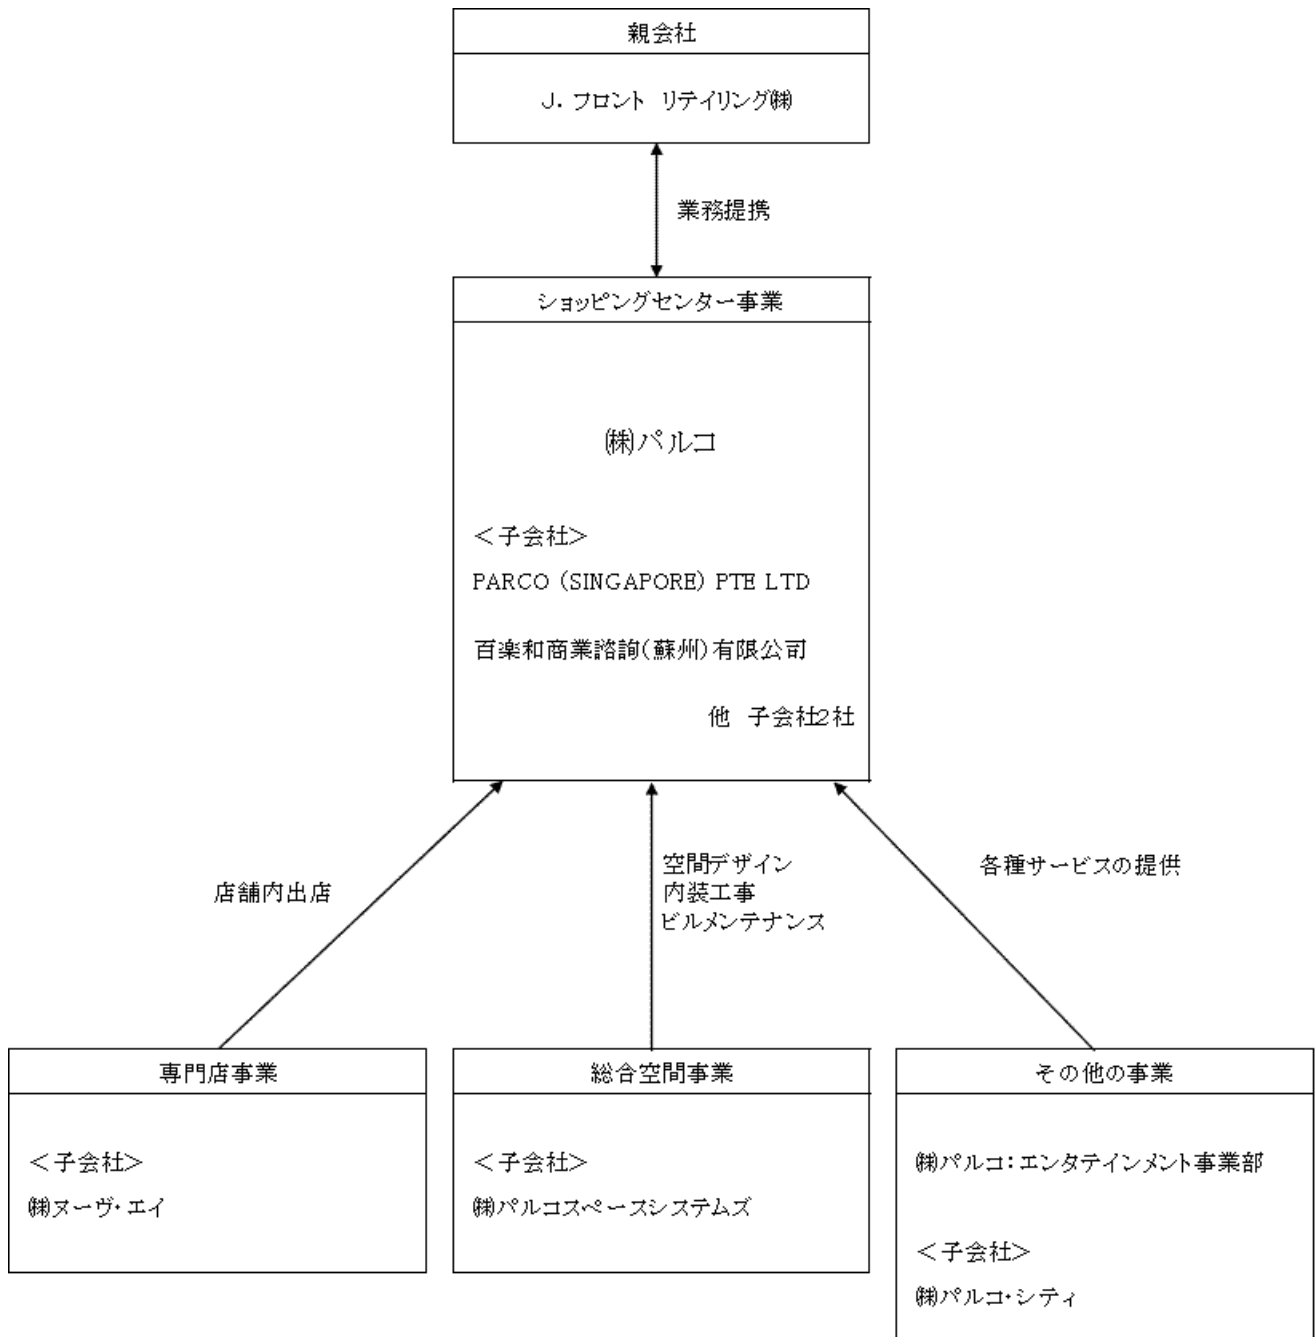 親会社
J. フロント リテイリング㈱
業務提携
ショッピングセンター事業
㈱パルコ
＜子会社＞
PARCO (SINGAPORE) PTE LTD
百楽和商業諮詢(蘇州)有限公司
他 子会社2社
店舗内出店
空間デザイン
内装工事
ビルメンテナンス
各種サービスの提供
専門店事業
＜子会社＞
㈱ヌーヴ・エイ
総合空間事業
＜子会社＞
㈱パルコスペースシステムズ
その他の事業
㈱パルコ：エンタテインメント事業部
＜子会社＞
㈱パルコ・シティ